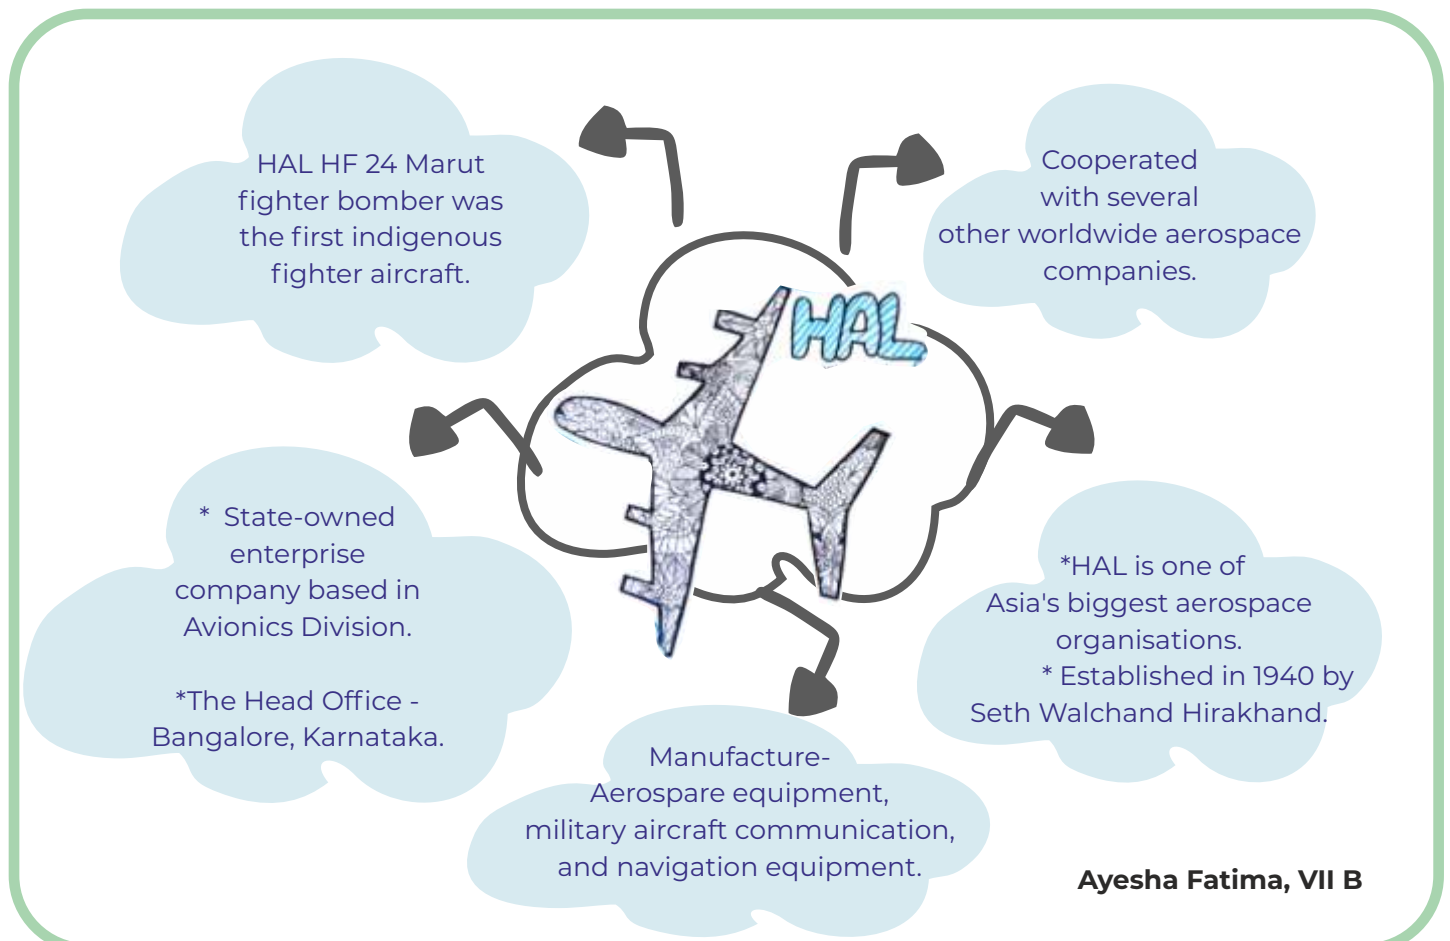 HAL HF 24 Marut
fighter bomber was
the first indigenous
fighter aircraft.
Cooperated
with several
other worldwide aerospace
companies.
HAL
* State-owned
enterprise
company based in
Avionics Division.
*The Head Office -
Bangalore, Karnataka.
*HAL is one of
Asia's biggest aerospace
organisations.
* Established in 1940 by
Seth Walchand Hirakhand.
Manufacture-
Aerospare equipment,
military aircraft communication,
and navigation equipment.
Ayesha Fatima, VII B